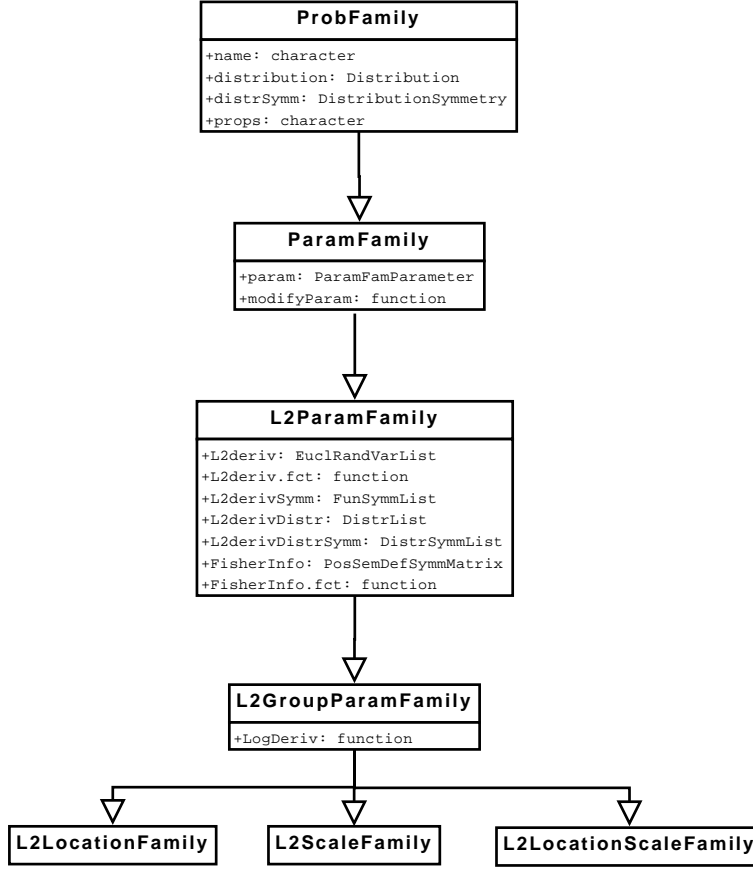 ProbFamily
+name: character
+distribution: Distribution
+distrSymm: DistributionSymmetry
+props: character
ParamFamily
+param: ParamFamParameter
+modifyParam: function
L2ParamFamily
+L2deriv: EuclRandVarList
+L2deriv.fct: function
+L2derivSymm: FunSymmList
+L2derivDistr: DistrList
+L2derivDistrSymm: DistrSymmList
+FisherInfo: PosSemDefSymmMatrix
+FisherInfo.fct: function
L2GroupParamFamily
+LogDeriv: function
L2LocationFamily
L2ScaleFamily
L2LocationScaleFamily